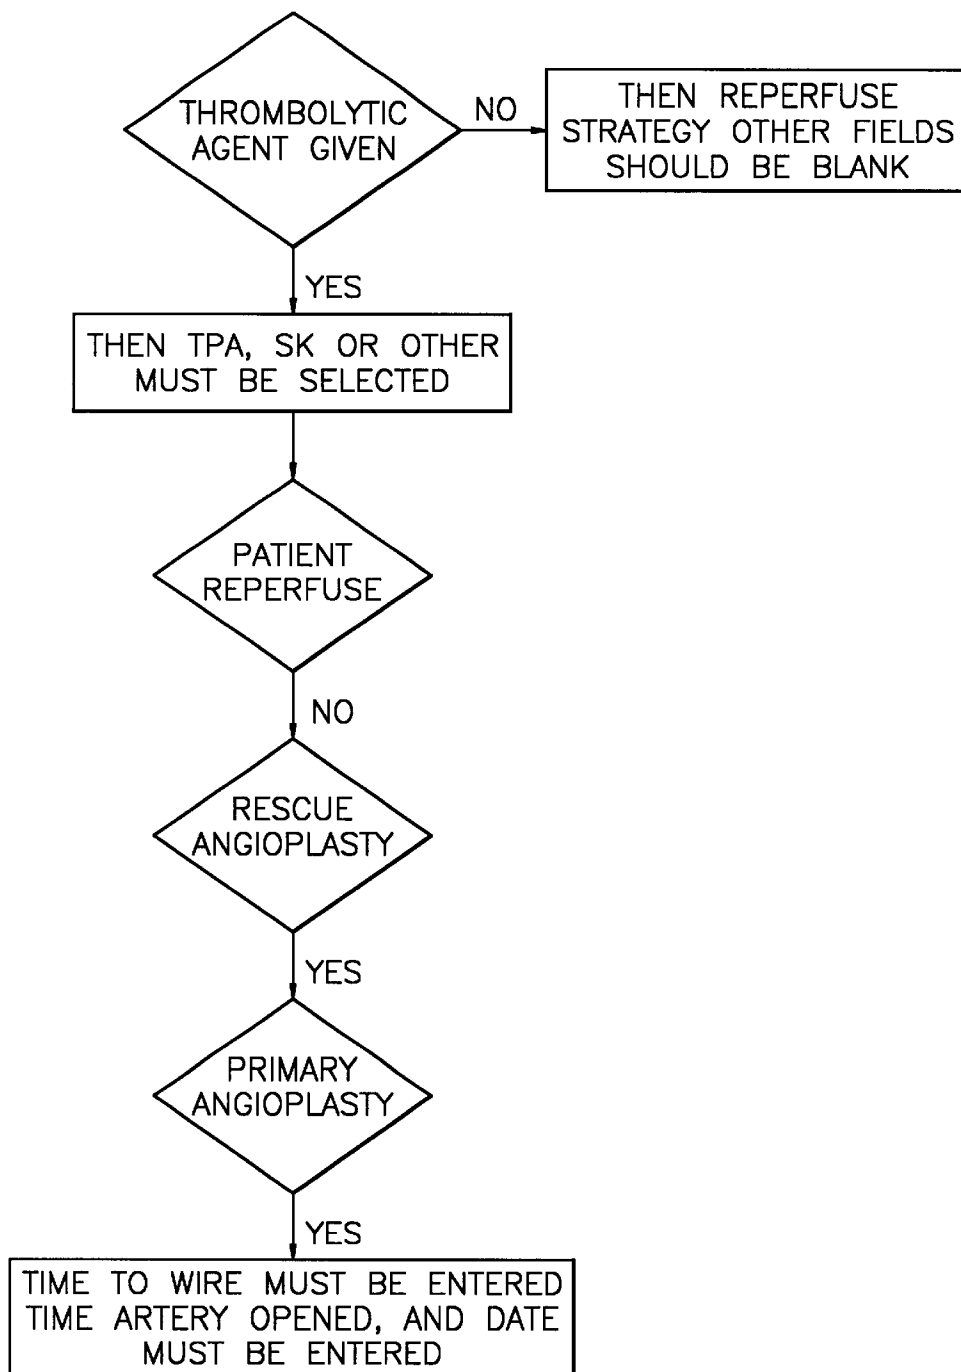 THROMBOLYTIC
AGENT GIVEN
NO
THEN REPERFUSE
STRATEGY OTHER FIELDS
SHOULD BE BLANK
YES
THEN TPA, SK OR OTHER
MUST BE SELECTED
PATIENT
REPERFUSE
NO
RESCUE
ANGIOPLASTY
YES
PRIMARY
ANGIOPLASTY
YES
TIME TO WIRE MUST BE ENTERED
TIME ARTERY OPENED, AND DATE
MUST BE ENTERED